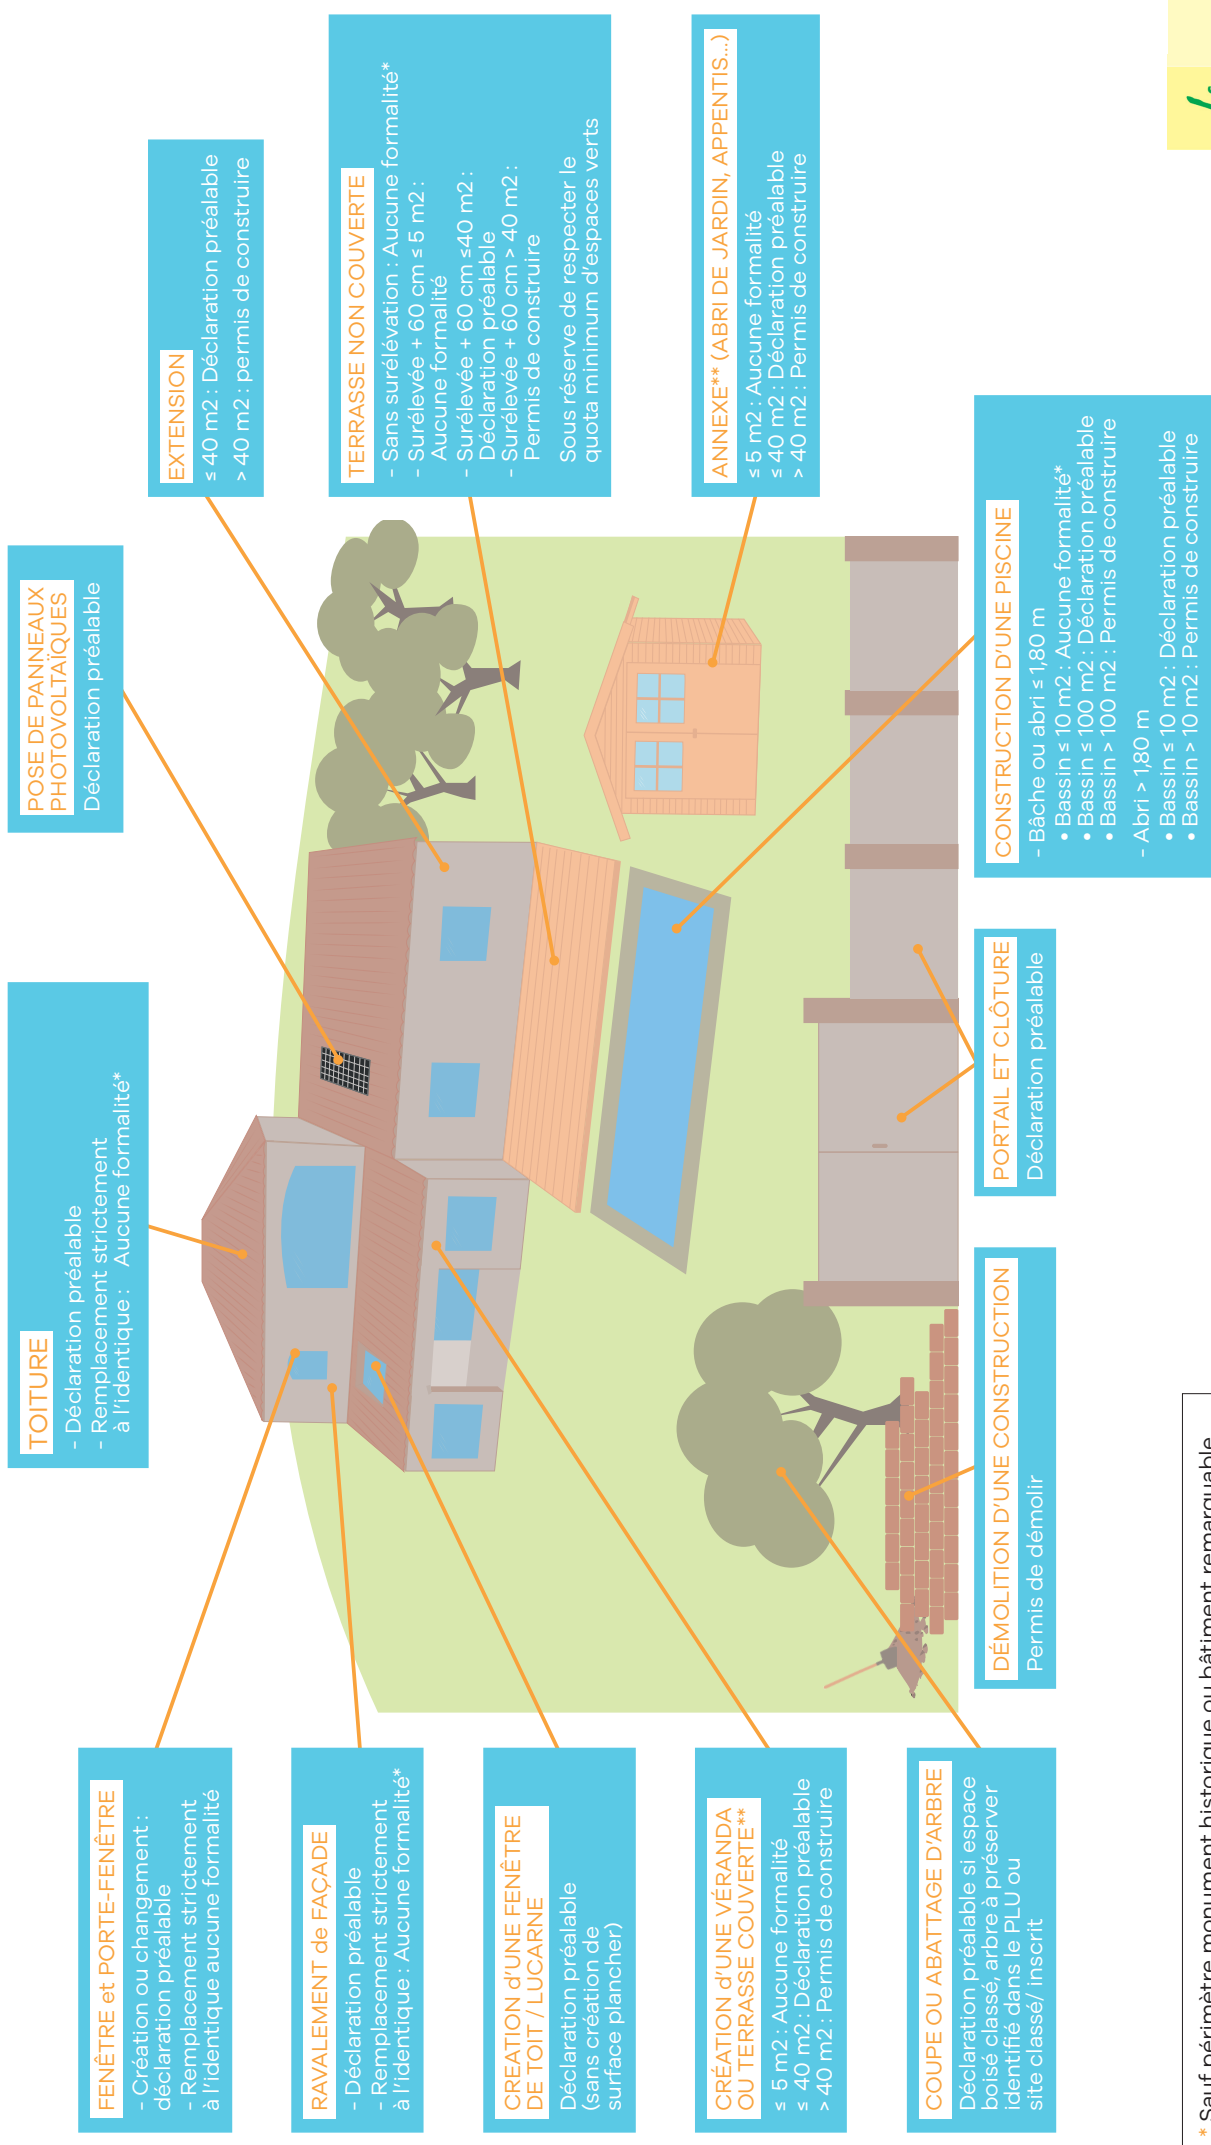 FENÊTRE et PORTE-FENÊTRE
- Création ou changement :
déclaration préalable
- Remplacement strictement
à l'identique aucune formalité
RAVALEMENT de FAÇADE
- Déclaration préalable
- Remplacement strictement
à l'identique : Aucune formalité*
CREATION d'UNE FENÊTRE
DE TOIT / LUCARNE
Déclaration préalable
(sans création de
surface plancher)
CRÉATION d'UNE VÉRANDA
OU TERRASSE COUVERTE**
≤ 5 m2 : Aucune formalité
≤ 40 m2 : Déclaration préalable
> 40 m2 : Permis de construire
COUPE OU ABATTAGE D'ARBRE
Déclaration préalable si espace
boisé classé, arbre à préserver
identifié dans le PLU ou
site classé/ inscrit
TOITURE
- Déclaration préalable
- Remplacement strictement
à l'identique : Aucune formalité*
POSE DE PANNEAUX
PHOTOVOLTAÏQUES
Déclaration préalable
EXTENSION
≤ 40 m2 : Déclaration préalable
> 40 m2 : permis de construire
TERRASSE NON COUVERTE
- Sans surélévation : Aucune formalité*
- Surélevée + 60 cm ≤ 5 m2 :
Aucune formalité
- Surélevée + 60 cm ≤40 m2 :
Déclaration préalable
- Surélevée + 60 cm > 40 m2 :
Permis de construire
Sous réserve de respecter le
quota minimum d'espaces verts
ANNEXE** (ABRI DE JARDIN, APPENTIS...)
≤ 5 m2 : Aucune formalité
≤ 40 m2 : Déclaration préalable
> 40 m2 : Permis de construire
DÉMOLITION D'UNE CONSTRUCTION
Permis de démolir
PORTAIL ET CLÔTURE
Déclaration préalable
CONSTRUCTION D'UNE PISCINE
- Bâche ou abri ≤ 1,80 m
• Bassin ≤ 10 m2 : Aucune formalité*
• Bassin ≤ 100 m2 : Déclaration préalable
• Bassin > 100 m2 : Permis de construire
- Abri > 1,80 m
• Bassin ≤ 10 m2 : Déclaration préalable
• Bassin > 10 m2 : Permis de construire
* Sauf périmètre monument historique ou bâtiment remarquable